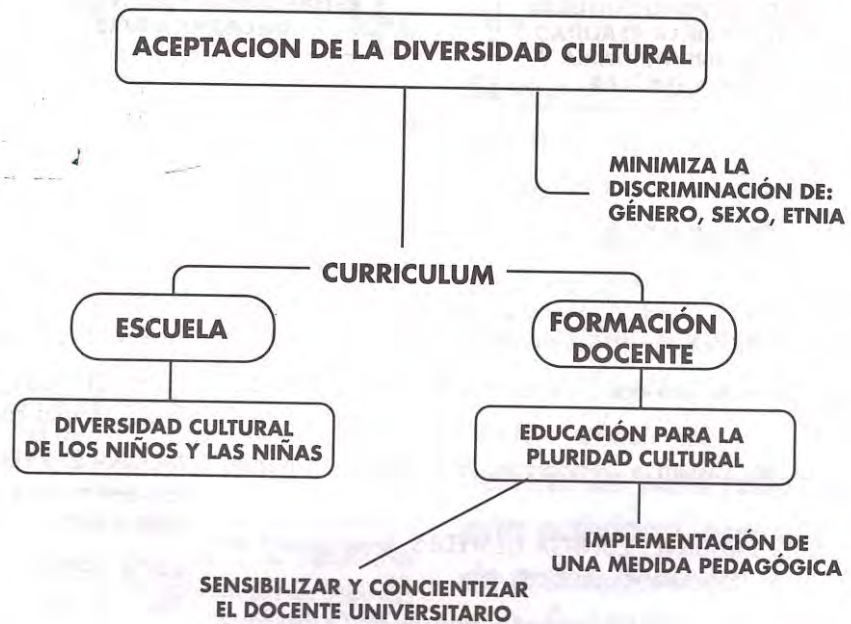 ACEPTACION DE LA DIVERSIDAD CULTURAL
MINIMIZA LA
DISCRIMINACIÓN DE:
GÉNERO, SEXO, ETNIA
CURRICULUM
ESCUELA
FORMACIÓN
DOCENTE
DIVERSIDAD CULTURAL
DE LOS NIÑOS Y LAS NIÑAS
EDUCACIÓN PARA LA
PLURIDAD CULTURAL
IMPLEMENTACIÓN DE
UNA MEDIDA PEDAGÓGICA
SENSIBILIZAR Y CONCIENTIZAR
EL DOCENTE UNIVERSITARIO